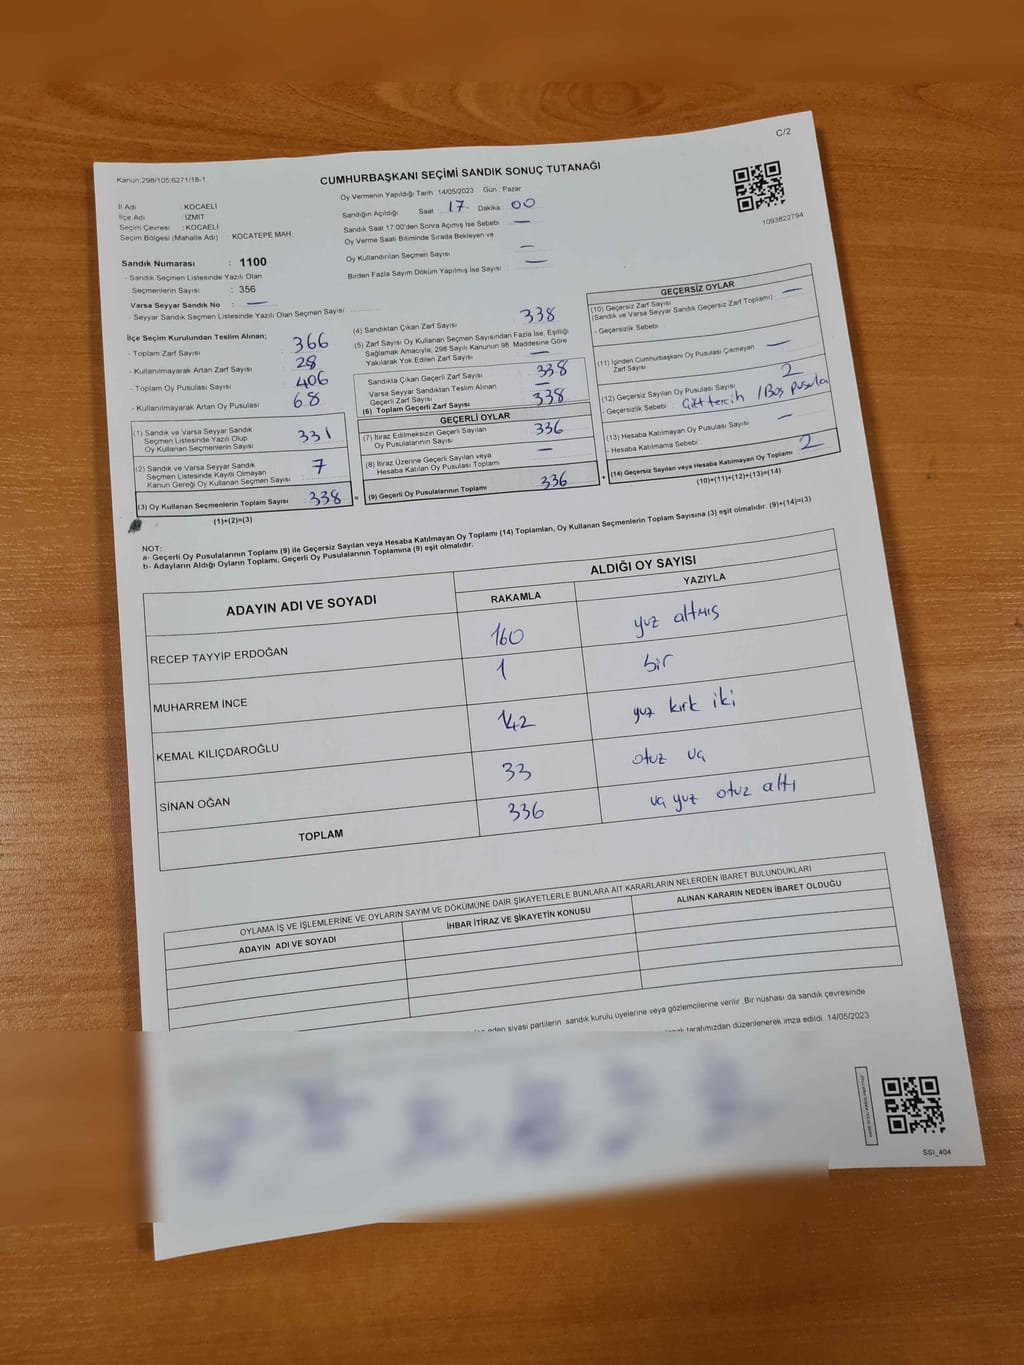 C/2
Kanun:298/105;6271/18-1
CUMHURBAŞKANI SEÇİMİ SANDIK SONUÇ TUTANAĞI
1093822794
İl Adı : KOCAELİ
İlçe Adı : İZMİT
Seçim Çevresi : KOCAELİ
Seçim Bölgesi (Mahalle Adı) KOCATEPE MAH.
Sandık Numarası : 1100
- Sandık Seçmen Listesinde Yazılı Olan
Seçmenlerin Sayısı : 356
Varsa Seyyar Sandık No : —
- Seyyar Sandık Seçmen Listesinde Yazılı Olan Seçmen Sayısı
Oy Vermenin Yapıldığı Tarih :14/05/2023 Gün : Pazar
Sandığın Açıldığı Saat : 17 Dakika : 00
Sandık Saat 17:00'den Sonra Açılmış İse Sebebi : —
Oy Verme Saati Bitiminde Sırada Bekleyen ve
Oy Kullandırılan Seçmen Sayısı : —
Birden Fazla Sayım Döküm Yapılmış İse Sayısı : —
İlçe Seçim Kurulundan Teslim Alınan;
- Toplam Zarf Sayısı : 366
- Kullanılmayarak Artan Zarf Sayısı : 28
- Toplam Oy Pusulası Sayısı : 406
- Kullanılmayarak Artan Oy Pusulası : 68
(1) Sandık ve Varsa Seyyar Sandık
Seçmen Listesinde Yazılı Olup
Oy Kullanan Seçmenlerin Sayısı : 331
(2) Sandık ve Varsa Seyyar Sandık
Seçmen Listesinde Kayıtlı Olmayan
Kanun Gereği Oy Kullanan Seçmen Sayısı : 7
(3) Oy Kullanan Seçmenlerin Toplam Sayısı : 338
(1)+(2)=(3)
(4) Sandıktan Çıkan Zarf Sayısı : 338
(5) Zarf Sayısı Oy Kullanan Seçmen Sayısından Fazla İse, Eşitliği
Sağlamak Amacıyla; 298 Sayılı Kanunun 98. Maddesine Göre
Yakılarak Yok Edilen Zarf Sayısı : —
Sandıkta Çıkan Geçerli Zarf Sayısı : 338
Varsa Seyyar Sandıktan Teslim Alınan
Geçerli Zarf Sayısı : —
(6) Toplam Geçerli Zarf Sayısı : 338
GEÇERLİ OYLAR
(7) İtiraz Edilmeksizin Geçerli Sayılan
Oy Pusulalarının Sayısı : 336
(8) İtiraz Üzerine Geçerli Sayılan veya
Hesaba Katılan Oy Pusulası Toplamı : —
= (9) Geçerli Oy Pusulalarının Toplamı : 336
GEÇERSİZ OYLAR
(10) Geçersiz Zarf Sayısı : —
(Sandık ve Varsa Seyyar Sandık Geçersiz Zarf Toplamı)
- Geçersizlik Sebebi :
(11) İçinden Cumhurbaşkanı Oy Pusulası Çıkmayan
Zarf Sayısı : —
(12) Geçersiz Sayılan Oy Pusulası Sayısı : 2
- Geçersizlik Sebebi : Çift tercih / Boş pusula
(13) Hesaba Katılmayan Oy Pusulası Sayısı : —
- Hesaba Katılmama Sebebi :
+ (14) Geçersiz Sayılan veya Hesaba Katılmayan Oy Toplamı : 2
(10)+(11)+(12)+(13)=(14)
NOT:
a- Geçerli Oy Pusulalarının Toplamı (9) ile Geçersiz Sayılan veya Hesaba Katılmayan Oy Toplamı (14) Toplamları, Oy Kullanan Seçmenlerin Toplam Sayısına (3) eşit olmalıdır. (9)+(14)=(3)
b- Adayların Aldığı Oyların Toplamı, Geçerli Oy Pusulalarının Toplamına (9) eşit olmalıdır.
ADAYIN ADI VE SOYADI ALDIĞI OY SAYISI
RAKAMLA YAZIYLA
RECEP TAYYİP ERDOĞAN 160 yuz altmış
MUHARREM İNCE 1 bir
KEMAL KILIÇDAROĞLU 142 yuz kırk iki
SİNAN OĞAN 33 otuz uç
TOPLAM 336 uç yuz otuz altı
OYLAMA İŞ VE İŞLEMLERİNE VE OYLARIN SAYIM VE DÖKÜMÜNE DAİR ŞİKAYETLERLE BUNLARA AİT KARARLARIN NELERDEN İBARET BULUNDUKLARI
ADAYIN ADI VE SOYADI İHBAR İTİRAZ VE ŞİKAYETİN KONUSU ALINAN KARARIN NEDEN İBARET OLDUĞU
eden siyasi partilerin sandık kurulu üyelerine veya gözlemcilerine verilir. Bir nüshası da sandık çevresinde
tarafımızdan düzenlenerek imza edildi. 14/05/2023
SSI_404